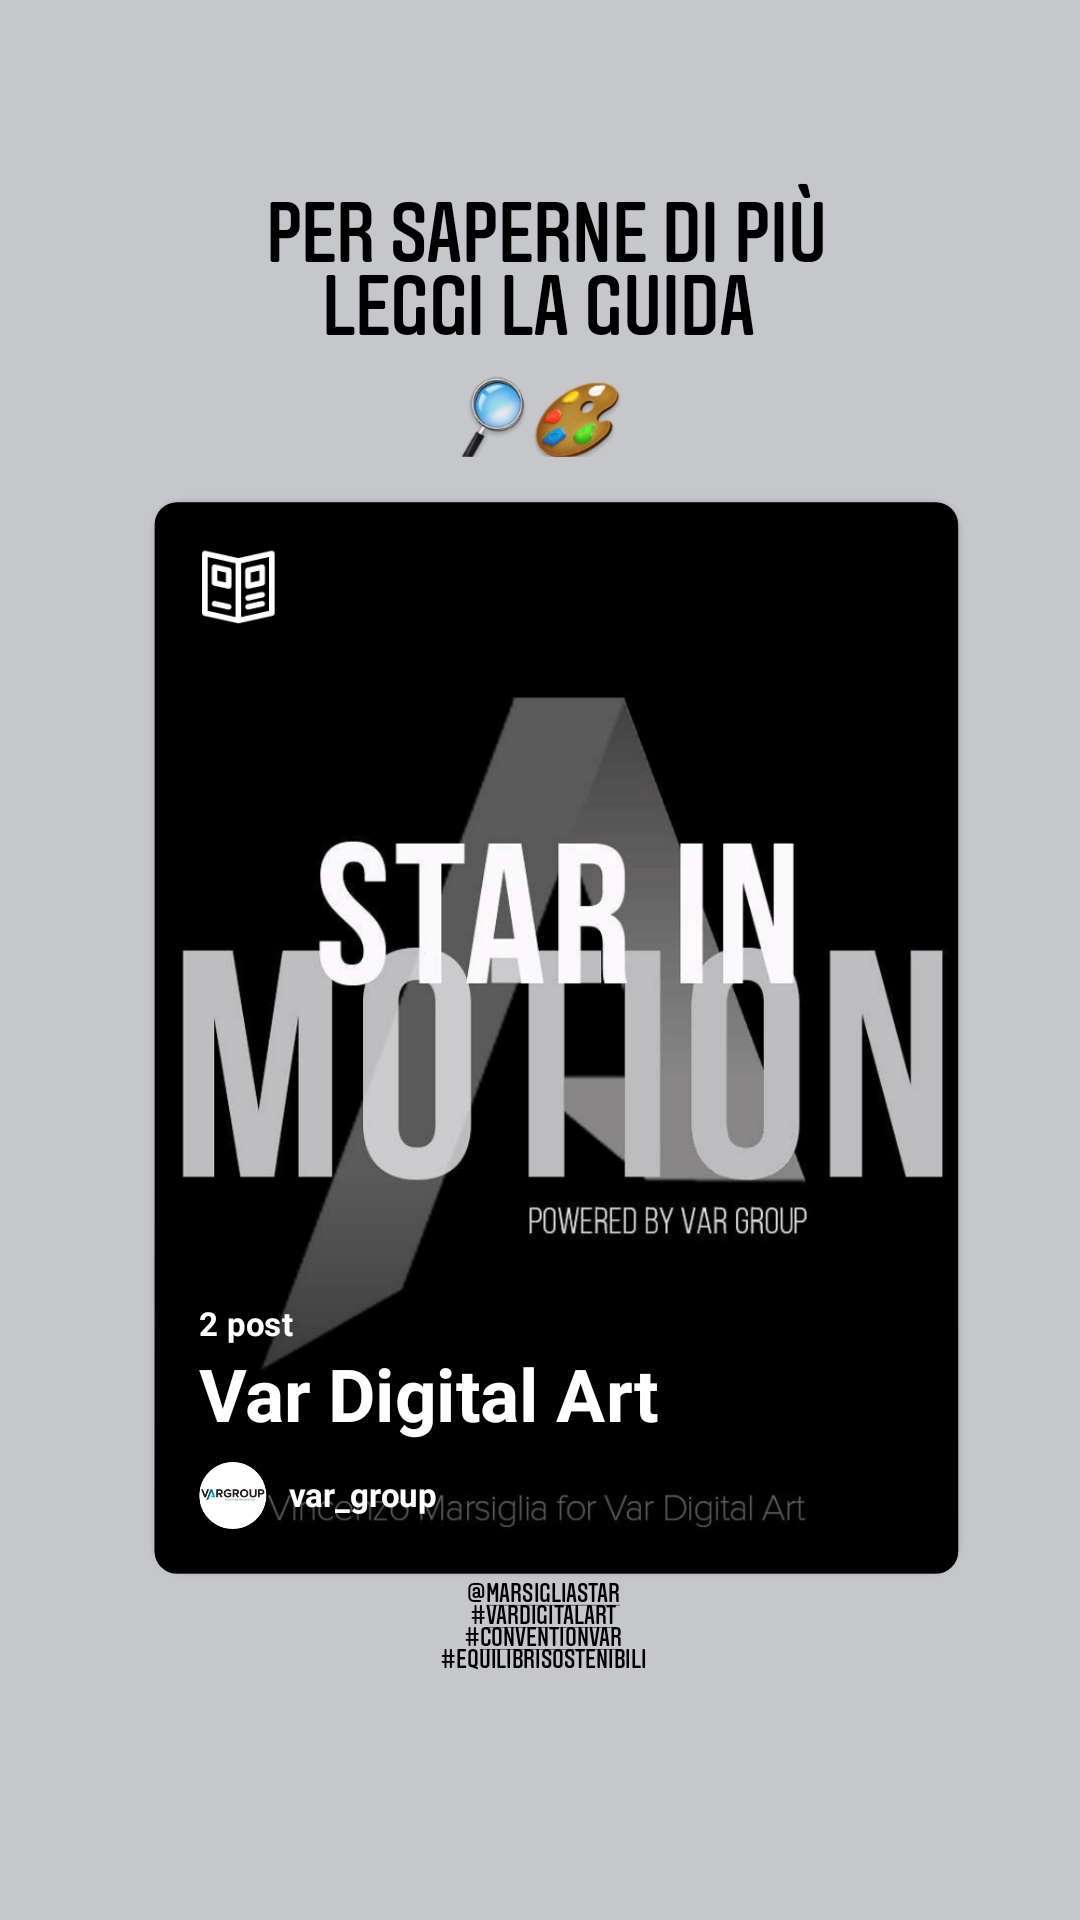 PER SAPERNE DI PIÙ
LEGGI LA GUIDA
STAR IN
MOTION
POWERED BY VAR GROUP
2 post
Var Digital Art
VARGROUP
var_group
Vincenzo Marsiglia for Var Digital Art
@MARSIGLIASTAR
#VARDIGITALART
#CONVENTIONVAR
#EQUILIBRISOSTENIBILI